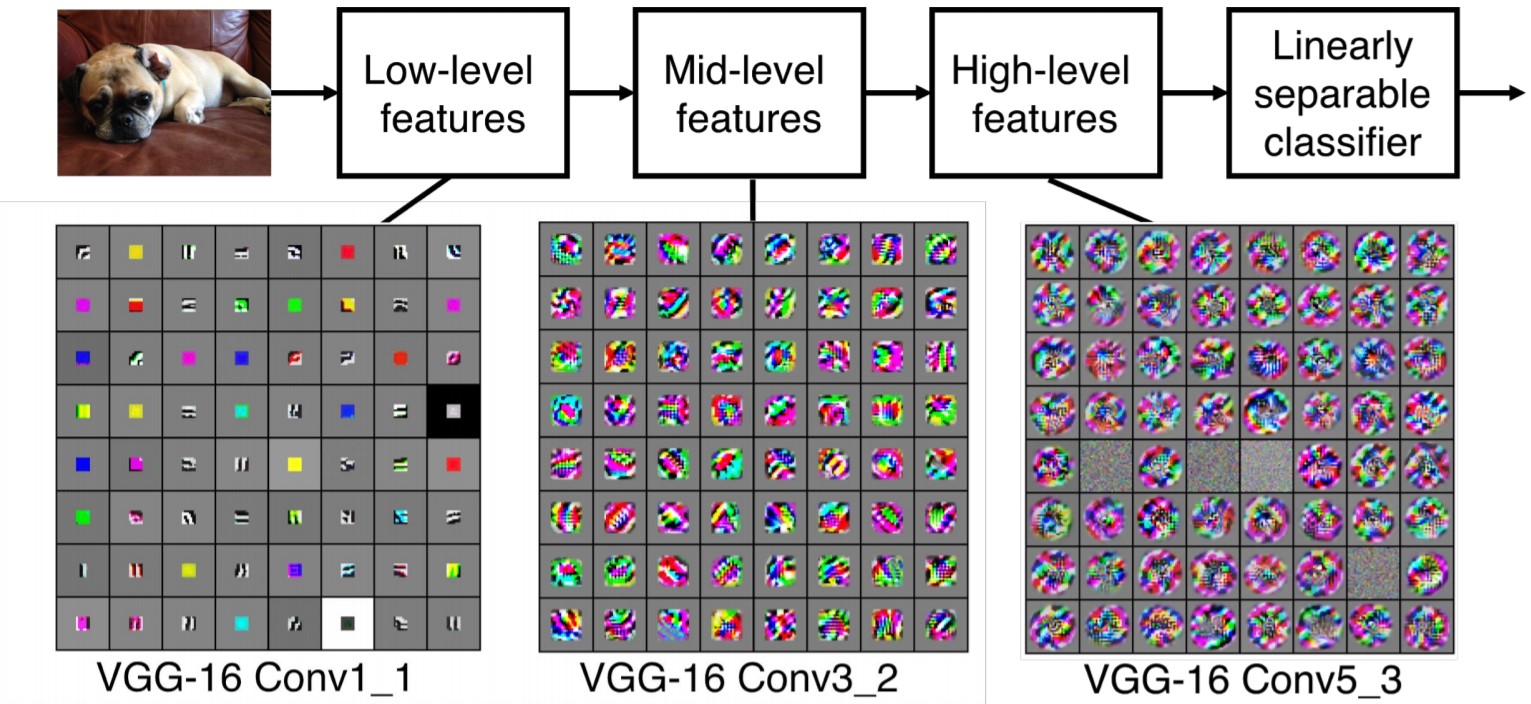 Low-level
features
Mid-level
features
High-level
features
Linearly
separable
classifier
VGG-16 Conv1_1
VGG-16 Conv3_2
VGG-16 Conv5_3